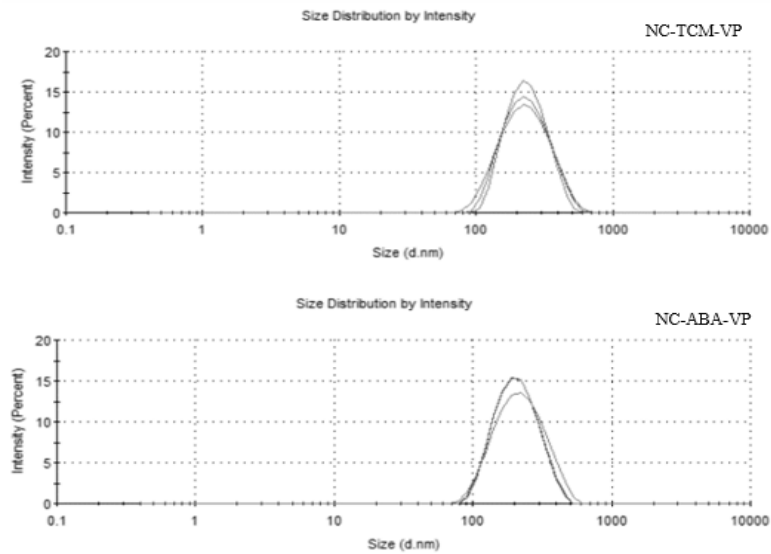 Size Distribution by Intensity
NC-TCM-VP
20
15
10
5
0
Intensity (Percent)
0.1 1 10 100 1000 10000
Size (d.nm)
Size Distribution by Intensity
NC-ABA-VP
20
15
10
5
0
Intensity (Percent)
0.1 1 10 100 1000 10000
Size (d.nm)